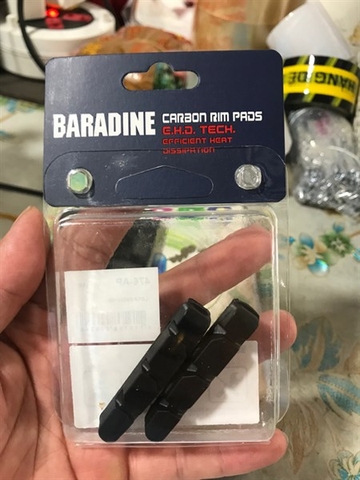 BARADINE
CARBON RIM PADS
E.H.D. TECH.
EFFICIENT HEAT
DISSIPATION